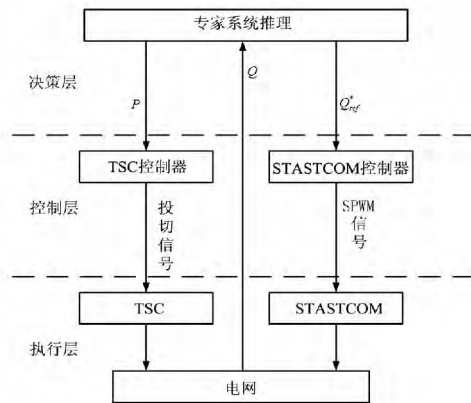 专家系统推理
决策层
P
Q
Q*ref
TSC控制器
STASTCOM控制器
控制层
投切信号
SPWM
信号
TSC
STASTCOM
执行层
电网